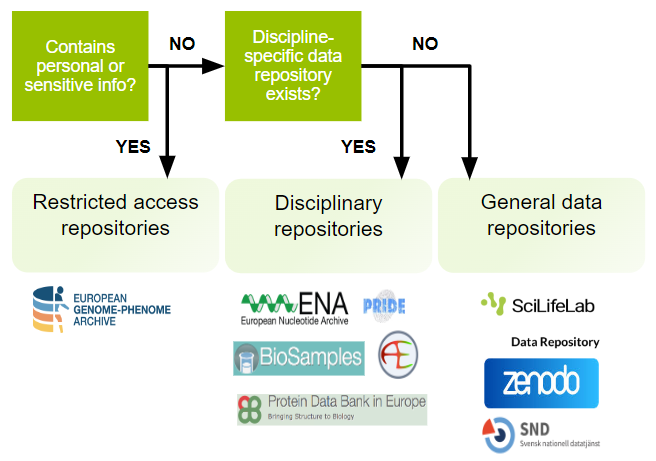 Contains
personal or
sensitive info?
NO
Discipline-
specific data
repository
exists?
NO
YES
YES
Restricted access
repositories
Disciplinary
repositories
General data
repositories
EUROPEAN
GENOME-PHENOME
ARCHIVE
ENA
European Nucleotide Archive
PRIDE
BioSamples
AE
Protein Data Bank in Europe
Bringing Structure to Biology
SciLifeLab
Data Repository
zenodo
SND
Svensk nationell datatjänst